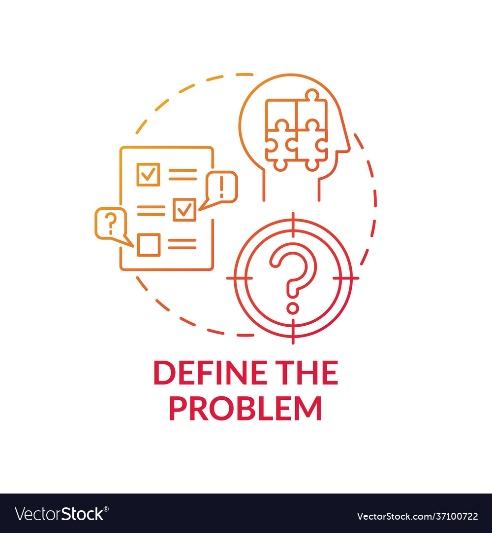 ?
!
?
DEFINE THE
PROBLEM
VectorStock®
VectorStock.com/37100722